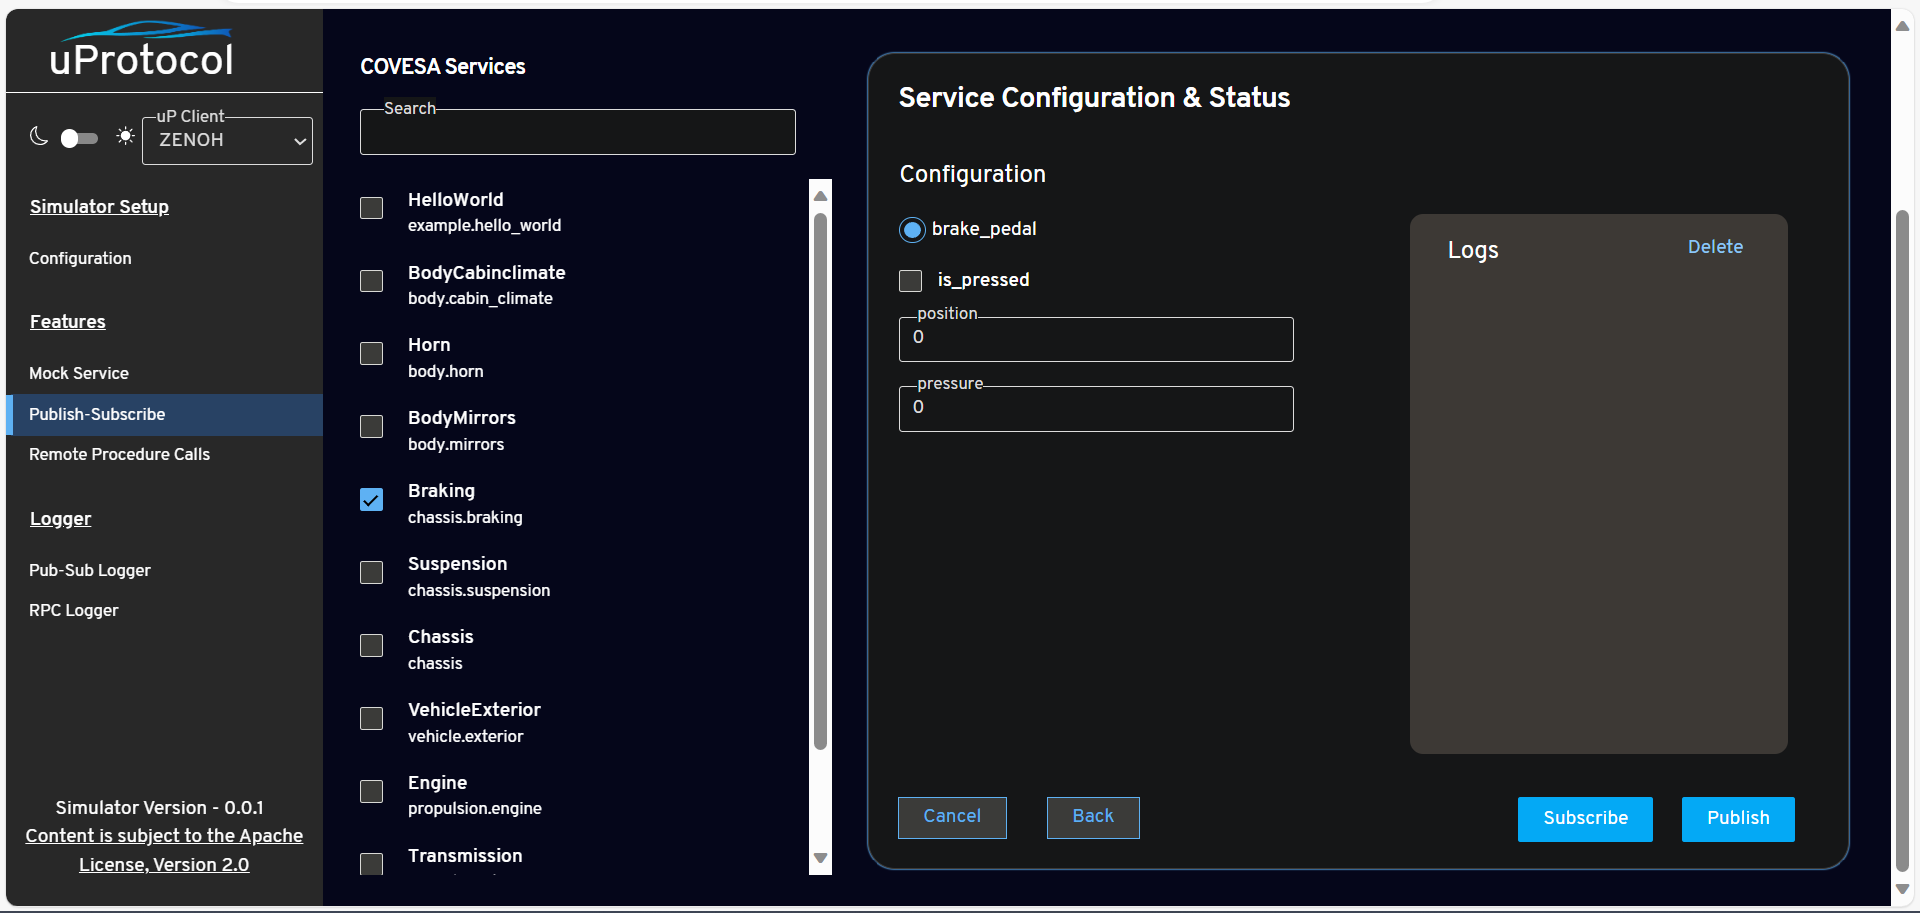 uProtocol
uP Client
ZENOH
Simulator Setup
Configuration
Features
Mock Service
Publish-Subscribe
Remote Procedure Calls
Logger
Pub-Sub Logger
RPC Logger
Simulator Version - 0.0.1
Content is subject to the Apache
License, Version 2.0
COVESA Services
Search
HelloWorld
example.hello_world
BodyCabinclimate
body.cabin_climate
Horn
body.horn
BodyMirrors
body.mirrors
Braking
chassis.braking
Suspension
chassis.suspension
Chassis
chassis
VehicleExterior
vehicle.exterior
Engine
propulsion.engine
Transmission
Service Configuration & Status
Configuration
brake_pedal
is_pressed
position
0
pressure
0
Logs
Delete
Cancel
Back
Subscribe
Publish